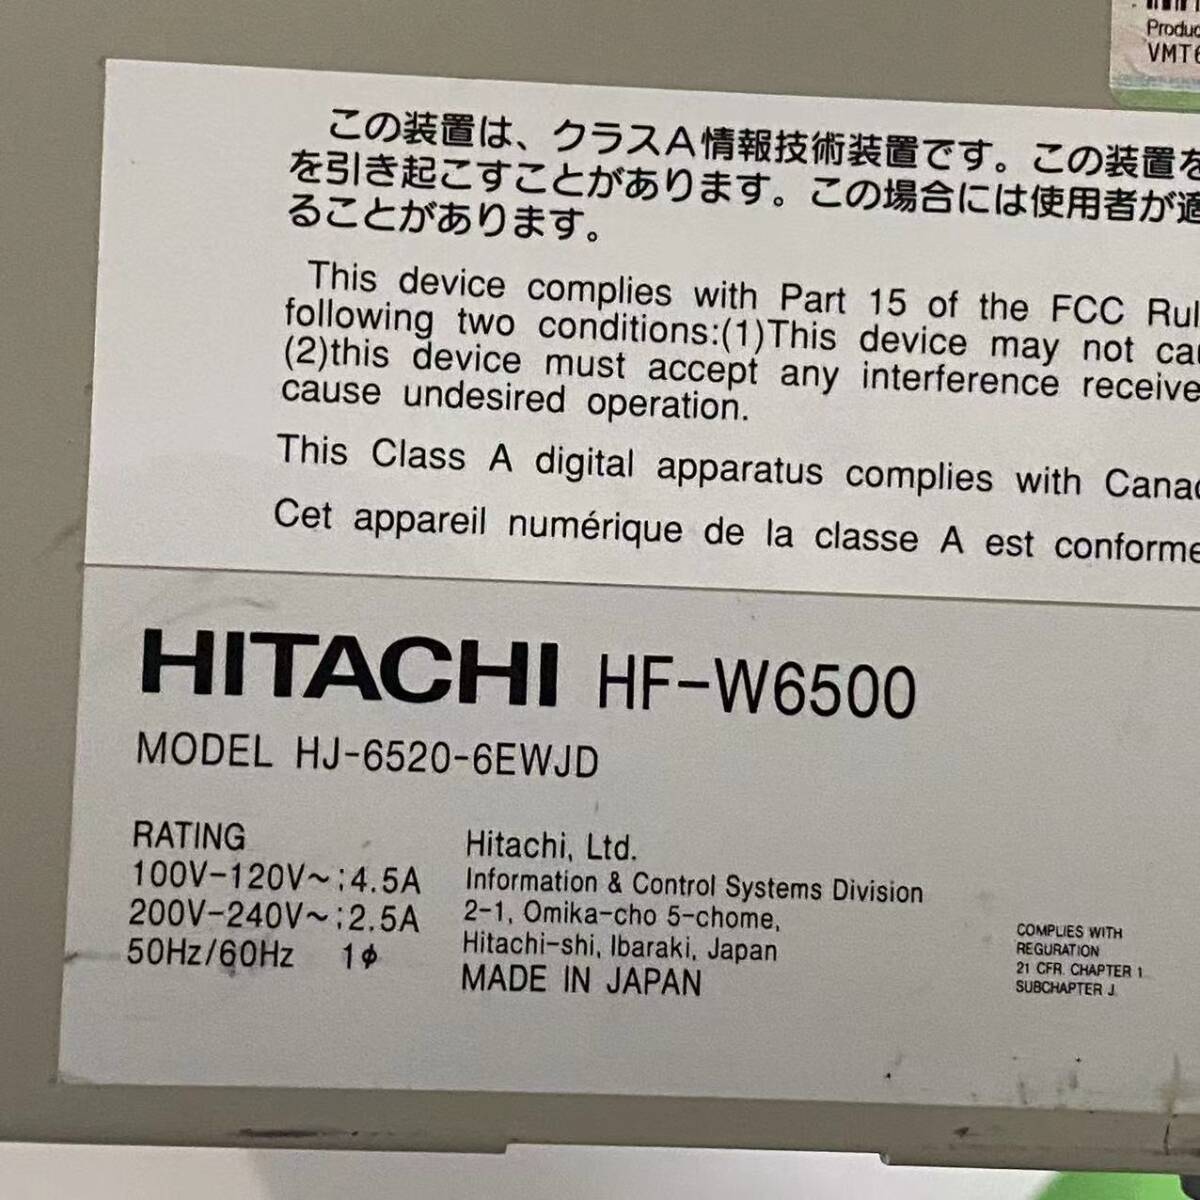 VMT6
この装置は、クラスA情報技術装置です。この装置を
を引き起こすことがあります。この場合には使用者が適
ることがあります。
This device complies with Part 15 of the FCC
following two conditions:(1)This device may not
(2)this device must accept any interference
cause undesired operation.
This Class A digital apparatus complies with
Cet appareil numérique de la classe A est
HITACHI HF-W6500
MODEL HJ-6520-6EWJD
RATING
100V-120V~:4.5A
200V-240V~:2.5A
50Hz/60Hz 1φ
Hitachi, Ltd.
Information & Control Systems Division
2-1, Omika-cho 5-chome,
Hitachi-shi, Ibaraki, Japan
MADE IN JAPAN
COMPLIES WITH
REGURATION
21 CFR. CHAPTER 1
SUBCHAPTER J.